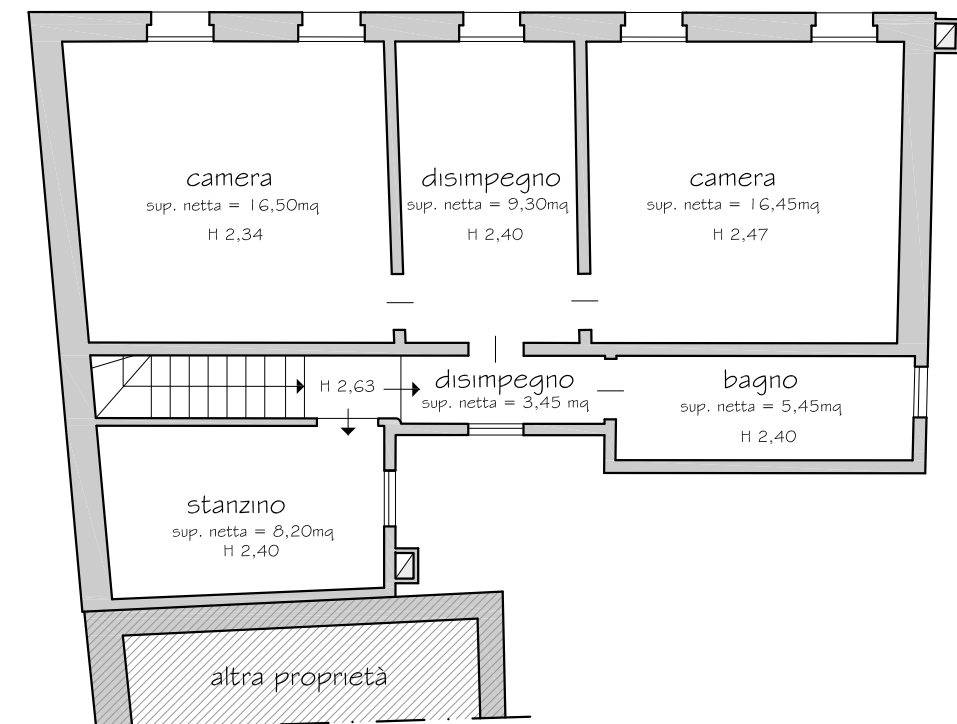 camera
sup. netta = 16,50mq
H 2,34
disimpegno
sup. netta = 9,30mq
H 2,40
camera
sup. netta = 16,45mq
H 2,47
H 2,63
disimpegno
sup. netta = 3,45 mq
bagno
sup. netta = 5,45mq
H 2,40
stanzino
sup. netta = 8,20mq
H 2,40
altra proprietà